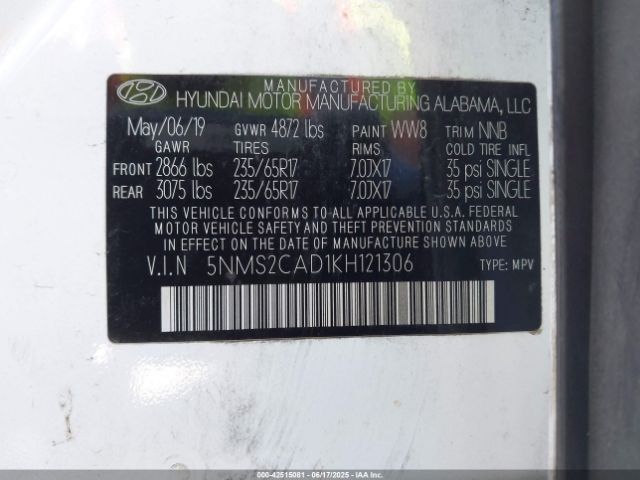 MANUFACTURED BY
HYUNDAI MOTOR MANUFACTURING ALABAMA, LLC
May/06/19 GVWR 4872 lbs PAINT WW8 TRIM NNB
GAWR TIRES RIMS COLD TIRE INFL
FRONT 2866 lbs 235/65R17 7.0JX17 35 psi SINGLE
REAR 3075 lbs 235/65R17 7.0JX17 35 psi SINGLE
THIS VEHICLE CONFORMS TO ALL APPLICABLE U.S.A. FEDERAL
MOTOR VEHICLE SAFETY AND THEFT PREVENTION STANDARDS
IN EFFECT ON THE DATE OF MANUFACTURE SHOWN ABOVE.
V.I.N 5NMS2CAD1KH121306 TYPE: MPV
000-42515081 - 06/17/2025 - IAAI.COM